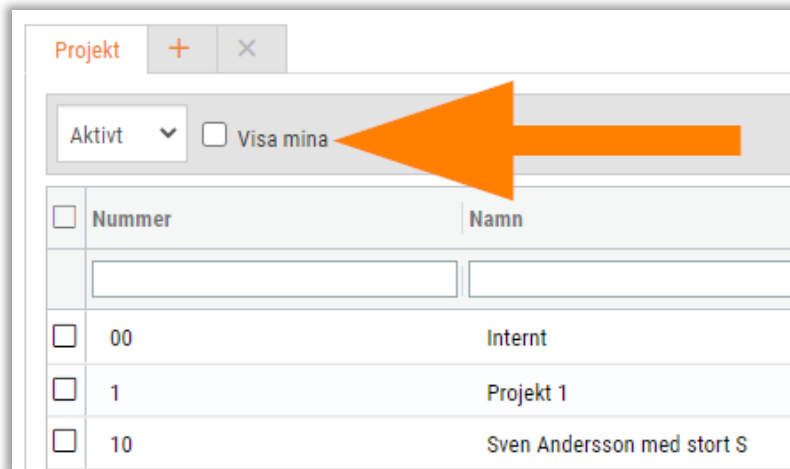 Projekt
Aktivt Visa mina
Nummer Namn
00 Internt
1 Projekt 1
10 Sven Andersson med stort S